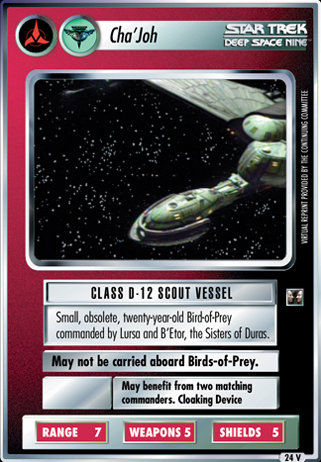 Cha'Joh
STAR TREK
DEEP SPACE NINE
VIRTUAL REPRINT PROVIDED BY THE CONTINUING COMMITTEE
CLASS D-12 SCOUT VESSEL
Small, obsolete, twenty-year-old Bird-of-Prey
commanded by Lursa and B'Etor, the Sisters of Duras.
May not be carried aboard Birds-of-Prey.
May benefit from two matching
commanders. Cloaking Device
RANGE 7 WEAPONS 5 SHIELDS 5
24 V